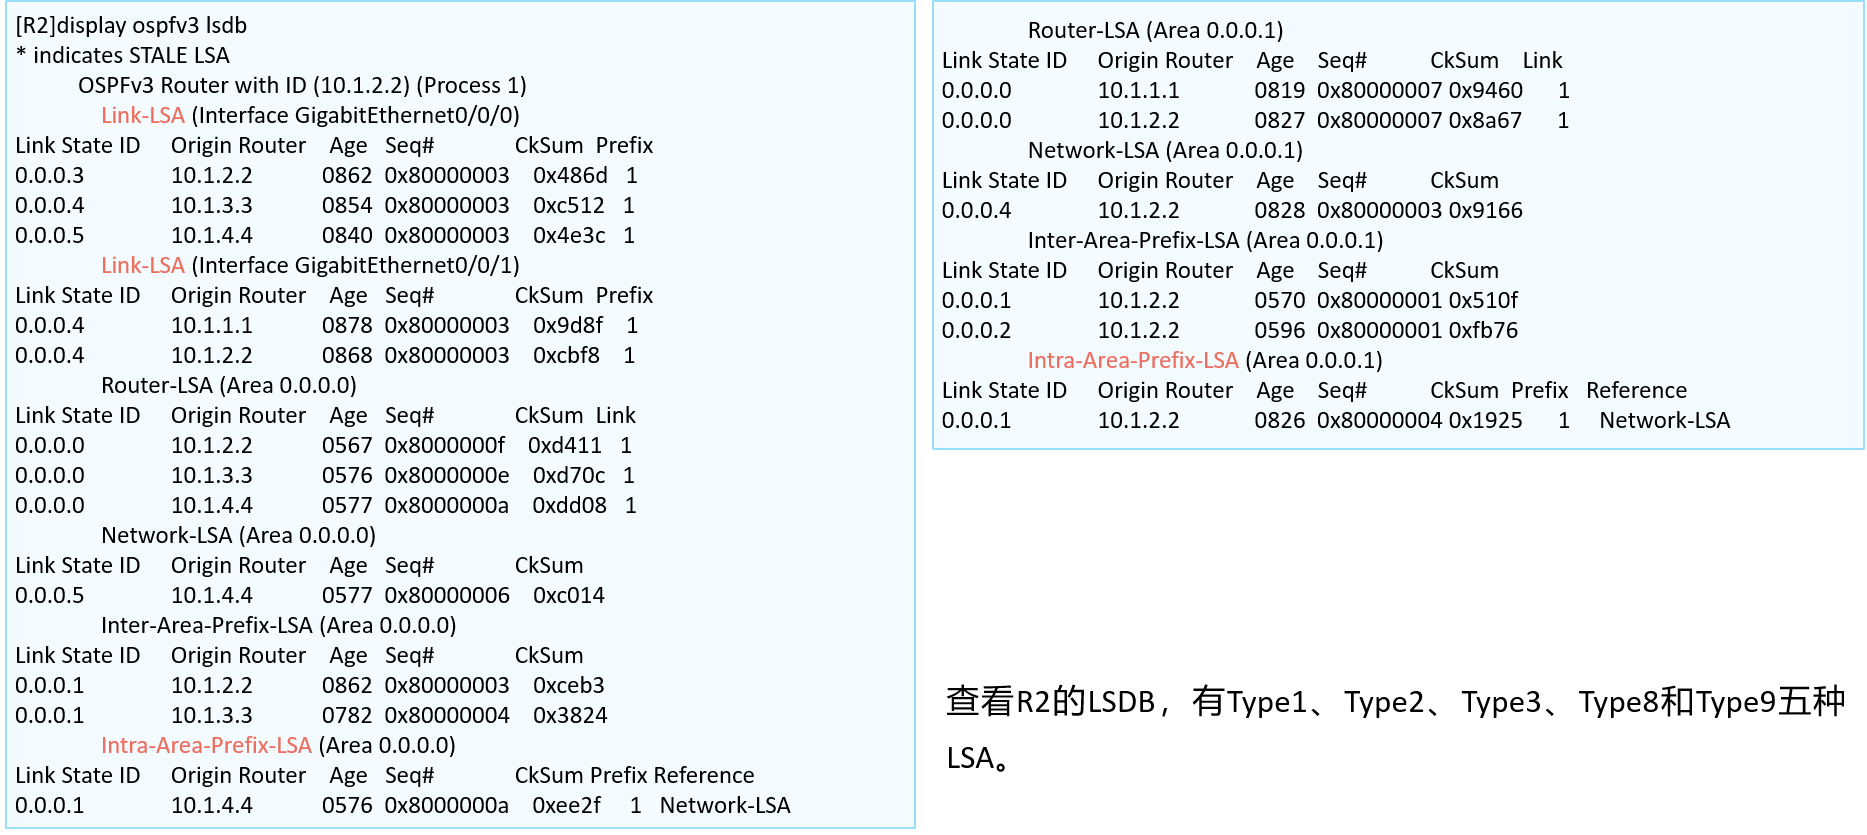 [R2]display ospfv3 lsdb
* indicates STALE LSA
OSPFv3 Router with ID (10.1.2.2) (Process 1)
Link-LSA (Interface GigabitEthernet0/0/0)
Link State ID Origin Router Age Seq# CkSum Prefix
0.0.0.3 10.1.2.2 0862 0x80000003 0x486d 1
0.0.0.4 10.1.3.3 0854 0x80000003 0xc512 1
0.0.0.5 10.1.4.4 0840 0x80000003 0x4e3c 1
Link-LSA (Interface GigabitEthernet0/0/1)
Link State ID Origin Router Age Seq# CkSum Prefix
0.0.0.4 10.1.1.1 0878 0x80000003 0x9d8f 1
0.0.0.4 10.1.2.2 0868 0x80000003 0xcbf8 1
Router-LSA (Area 0.0.0.0)
Link State ID Origin Router Age Seq# CkSum Link
0.0.0.0 10.1.2.2 0567 0x8000000f 0xd411 1
0.0.0.0 10.1.3.3 0576 0x8000000e 0xd70c 1
0.0.0.0 10.1.4.4 0577 0x8000000a 0xdd08 1
Network-LSA (Area 0.0.0.0)
Link State ID Origin Router Age Seq# CkSum
0.0.0.5 10.1.4.4 0577 0x80000006 0xc014
Inter-Area-Prefix-LSA (Area 0.0.0.0)
Link State ID Origin Router Age Seq# CkSum
0.0.0.1 10.1.2.2 0862 0x80000003 0xceb3
0.0.0.1 10.1.3.3 0782 0x80000004 0x3824
Intra-Area-Prefix-LSA (Area 0.0.0.0)
Link State ID Origin Router Age Seq# CkSum Prefix Reference
0.0.0.1 10.1.4.4 0576 0x8000000a 0xee2f 1 Network-LSA
Router-LSA (Area 0.0.0.1)
Link State ID Origin Router Age Seq# CkSum Link
0.0.0.0 10.1.1.1 0819 0x80000007 0x9460 1
0.0.0.0 10.1.2.2 0827 0x80000007 0x8a67 1
Network-LSA (Area 0.0.0.1)
Link State ID Origin Router Age Seq# CkSum
0.0.0.4 10.1.2.2 0828 0x80000003 0x9166
Inter-Area-Prefix-LSA (Area 0.0.0.1)
Link State ID Origin Router Age Seq# CkSum
0.0.0.1 10.1.2.2 0570 0x80000001 0x510f
0.0.0.2 10.1.2.2 0596 0x80000001 0xfb76
Intra-Area-Prefix-LSA (Area 0.0.0.1)
Link State ID Origin Router Age Seq# CkSum Prefix Reference
0.0.0.1 10.1.2.2 0826 0x80000004 0x1925 1 Network-LSA
查看R2的LSDB，有Type1、Type2、Type3、Type8和Type9五种
LSA。